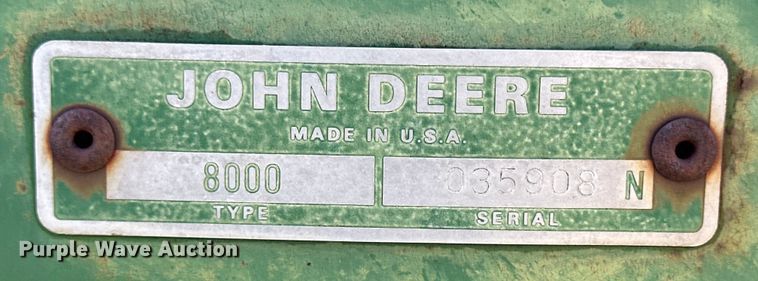 JOHN DEERE
MADE IN U.S.A.
8000 035908 N
TYPE SERIAL
Purple Wave Auction